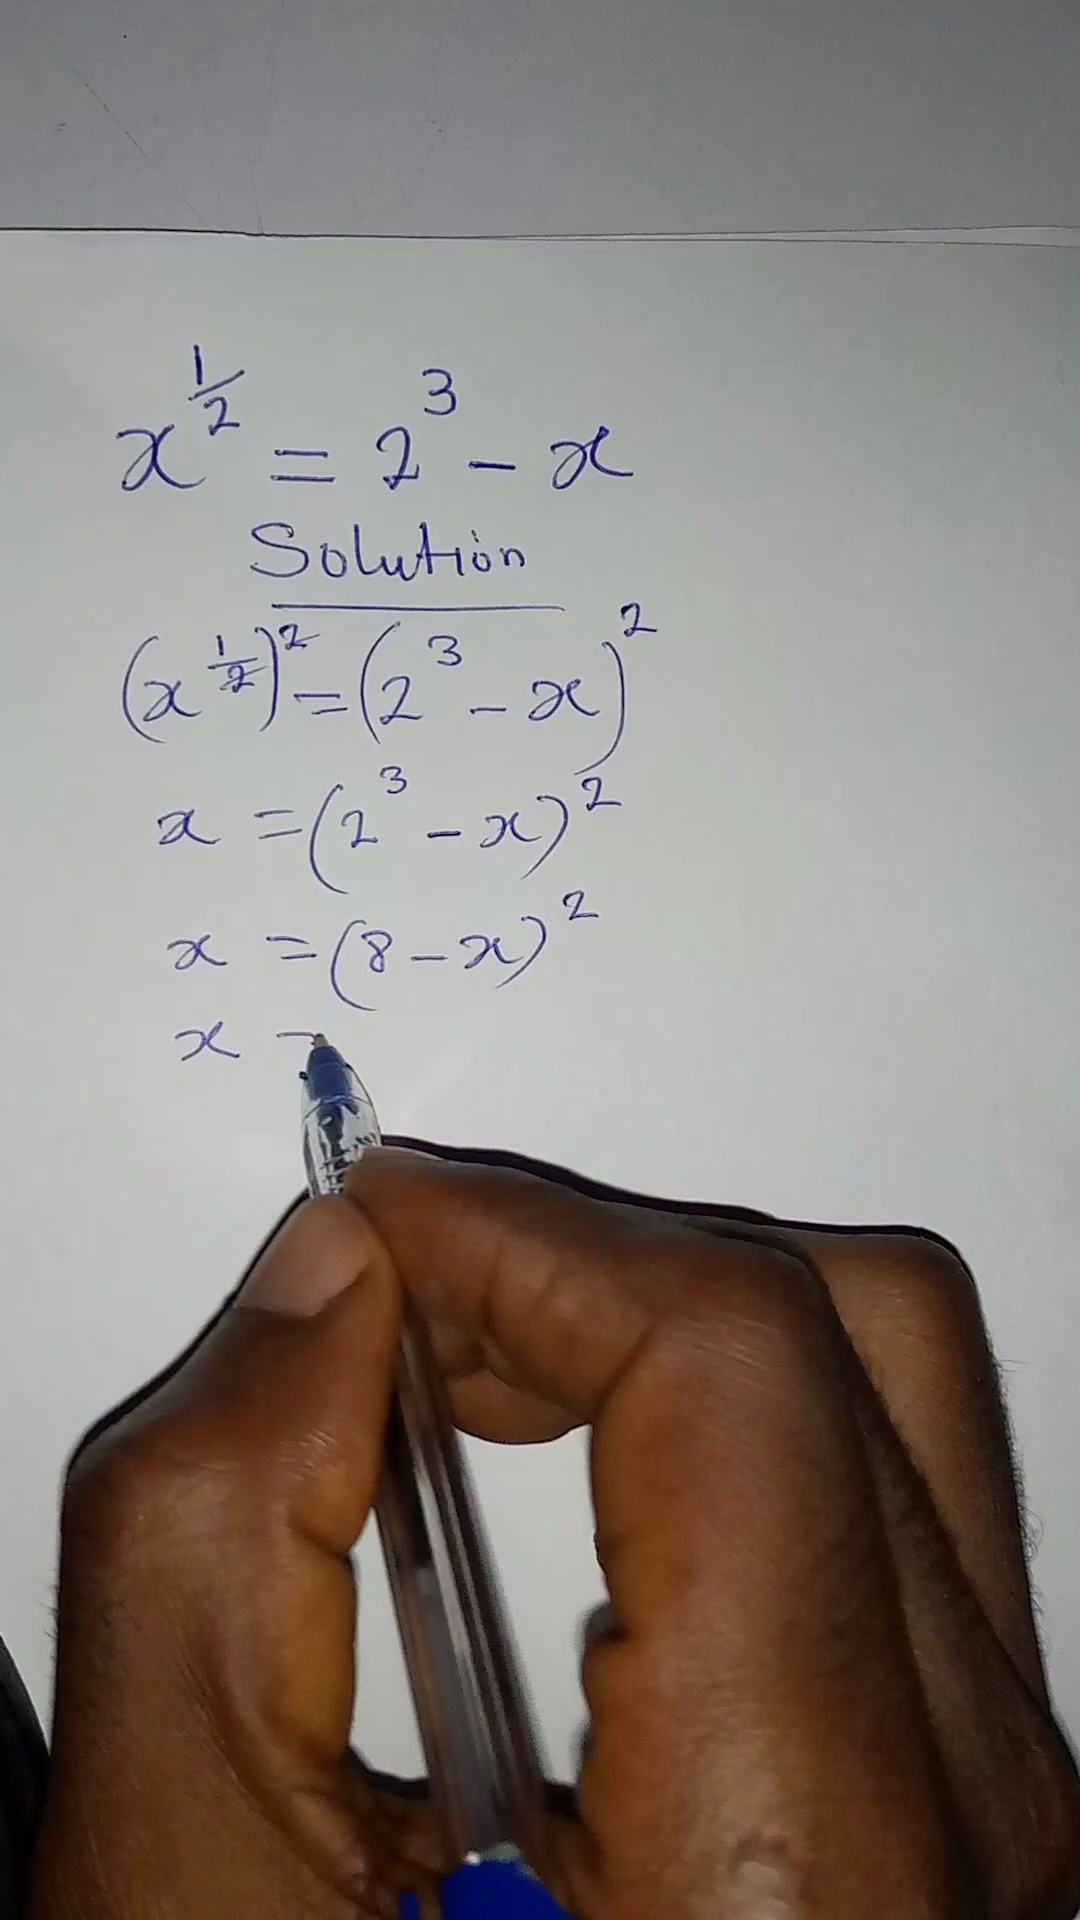 x^{1/2} = 2^3 - x
Solution
(x^{1/2})^2 = (2^3 - x)^2
x = (2^3 - x)^2
x = (8 - x)^2
x -